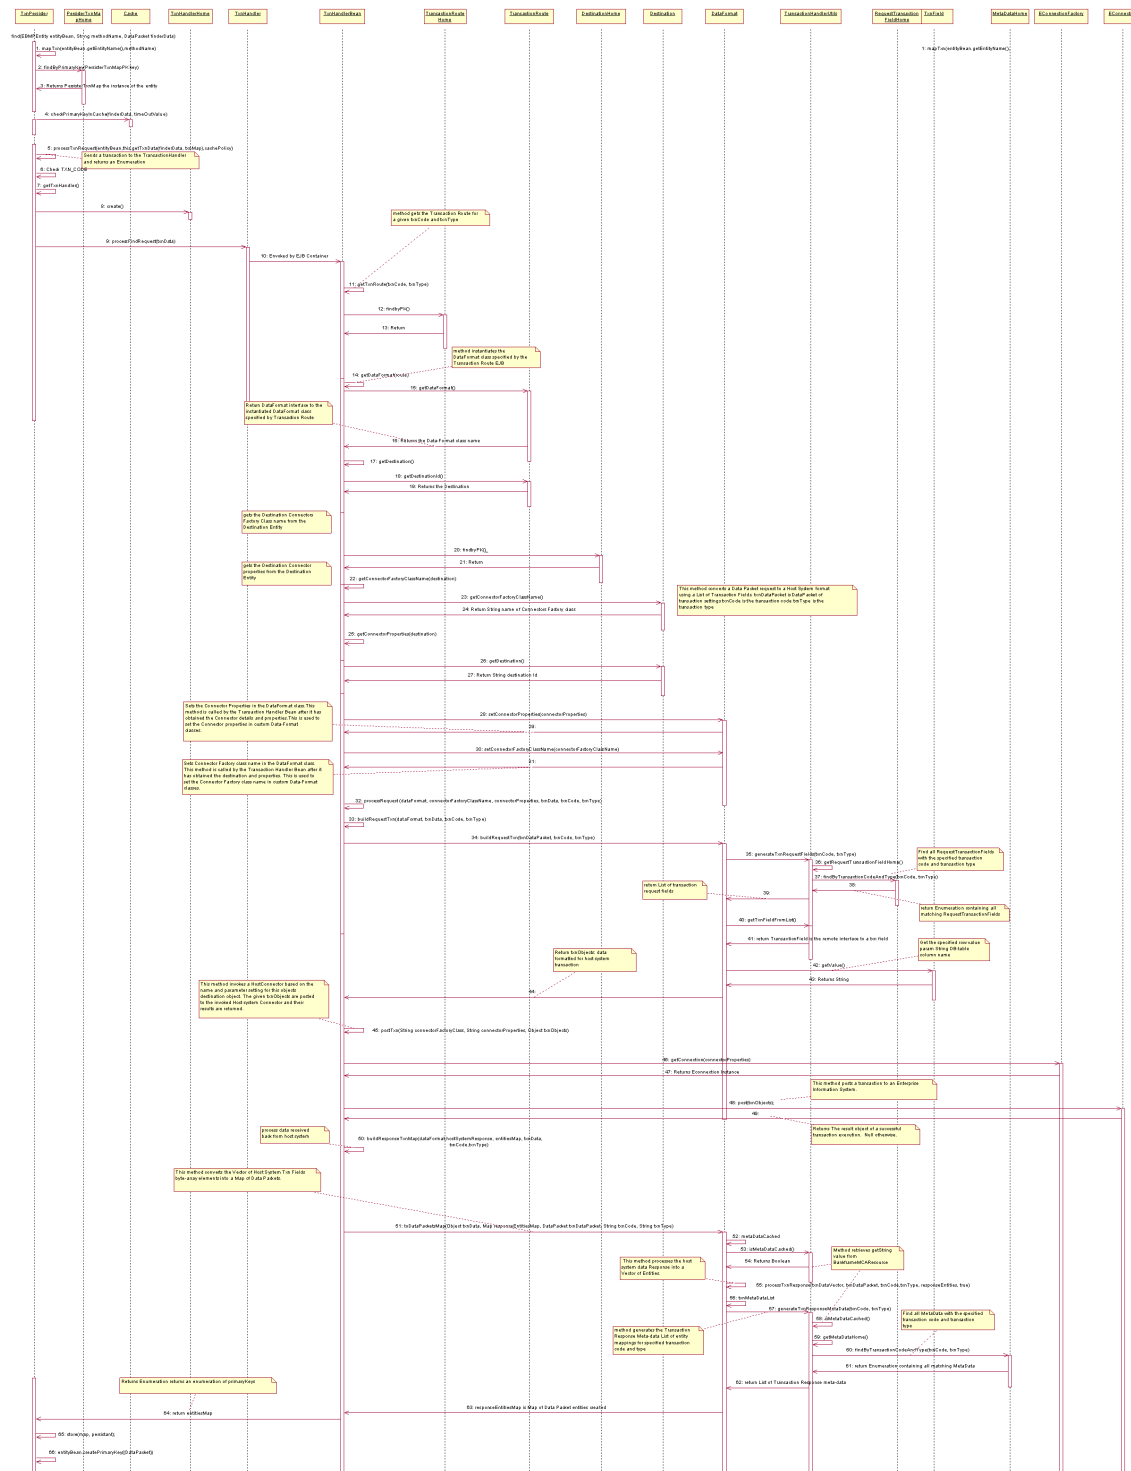 TxnPersister
PersisterTxnMa
pHome
Cache
TxnHandlerHome
TxnHandler
TxnHandlerBean
TransactionRoute
Home
TransactionRoute
DestinationHome
Destination
DataFormat
TransactionHandlerUtils
RequestTransaction
FieldHome
TxnField
MetaDataHome
EConnectionFactory
EConnect
find(EBMPEntity entityBean, String methodName, DataPacket finderData)
1: mapTxn(entityBean.getEntityName(),methodName)
1: mapTxn(entityBean.getEntityName()
2: findByPrimaryKey(PersisterTxnMapPKkey)
3: Returns PersisterTxnMap the instance of the entity
4: checkPrimaryKeyInCache(finderData, timeOutValue)
5: processTxnRequest(entityBean,this.getTxnData(finderData, txnMap),cachePolicy)
Sends a transaction to the TransactionHandler
and returns an Enumeration
6: Check TXN_CODE
7: getTxnHandler()
8: create()
method gets the Transaction Route for
a given txnCode and txnType
9: processFindRequest(txnData)
10: Envoked by EJB Container
11: getTxnRoute(txnCode, txnType)
12: findbyPK()
13: Return
method instantiates the
DataFormat class specified by the
Transaction Route EJB
14: getDataFormat(route)
15: getDataFormat()
Return DataFormat interface to the
instantiated DataFormat class
specified by Transaction Route
16: Returns the Data Format class name
17: getDestination()
18: getDestinationId()
19: Returns the Destination
gets the Destination Connectors
Factory Class name from the
Destination Entity
20: findbyPK()_
21: Return
gets the Destination Connector
properties from the Destination
Entity
22: getConnectorFactoryClassName(destination)
23: getConnectorFactoryClassName()
24: Return String name of Connectors Factory class
This method converts a Data Packet request to a Host System format
using a List of Transaction Fields. txnDataPacket is DataPacket of
transaction settings txnCode is the transaction code txnType is the
transaction type
25: getConnectorProperties(destination)
26: getDestination()
27: Return String destination Id
Sets the Connector Properties in the DataFormat class.This
method is called by the Transaction Handler Bean after it has
obtained the Connector details and properties.This is used to
set the Connector properties in custom Data-Format
classes.
28: setConnectorProperties(connectorProperties)
29:
30: setConnectorFactoryClassName(connectorFactoryClassName)
Sets Connector Factory class name in the DataFormat class.
This method is called by the Transaction Handler Bean after it
has obtained the destination and properties. This is used to
set the Connector Factory class name in custom Data-Format
classes.
31:
32: processRequest (dataFormat, connectorFactoryClassName, connectorProperties, txnData, txnCode, txnType)
33: buildRequestTxn(dataFormat, txnData, txnCode, txnType)
34: buildRequestTxn(txnDataPacket, txnCode, txnType)
35: generateTxnRequestFields(txnCode, txnType)
Find all RequestTransactionFields
with the specified transaction
code and transaction type
36: getRequestTransactionFieldHome()
37: findByTransactionCodeAndType(txnCode, txnType)
38:
return List of transaction
request fields
39:
return Enumeration containing all
matching RequestTransactionFields
40: getTxnFieldFromList()
41: return TransactionField is the remote interface to a txn field
Get the specified row value
param String DB-table
column name
Return txnObjects data
formatted for host system
transaction
42: getValue()
43: Returns String
This method invokes a HostConnector based on the
name and parameter setting for this objects
destination object. The given txnObjects are posted
to the invoked Host system Connector and their
results are returned.
44:
45: postTxn(String connectorFactoryClass, String connectorProperties, Object txnObjects)
46: getConnection(connectorProperties)
47: Returns Econnection instance
This method posts a transaction to an Enterprise
Information System.
48: post(txnObjects);
49:
Returns The result object of a successful
transaction execution. Null otherwise.
process data received
back from host system
50: buildResponseTxnMap(dataFormat,hostSystemResponse, entitiesMap, txnData,
txnCode,txnType)
This method converts the Vector of Host System Txn Fields
byte-array elements into a Map of Data Packets.
51: toDataPacketsMap(Object txnData, Map responseEntitiesMap, DataPacket txnDataPacket, String txnCode, String txnType)
52: metaDataCached
53: isMetaDataCached()
54: Returns Boolean
Method retrieves getString
value from
BankframeMCAResource
This method processes the host
system data Response into a
Vector of Entities.
55: processTxnResponse(txnDataVector, txnDataPacket, txnCode,txnType, responseEntities, true)
56: txnMetaDataList
57: generateTxnResponseMetaData(txnCode, txnType)
Find all MetaData with the specified
transaction code and transaction
type
58: isMetaDataCached()
method generates the Transaction
Response Meta-data List of entity
mappings for specified transaction
code and type
59: getMetaDataHome()
60: findByTransactionCodeAnyType(txnCode, txnType)
61: return Enumeration containing all matching MetaData
Returns Enumeration returns an enumeration of primaryKeys
62: return List of Transaction Response meta-data
63: responseEntitiesMap is Map of Data Packet entities created
64: return entitiesMap
65: store(map, persistant);
66: entityBean.createPrimaryKey((DataPacket))